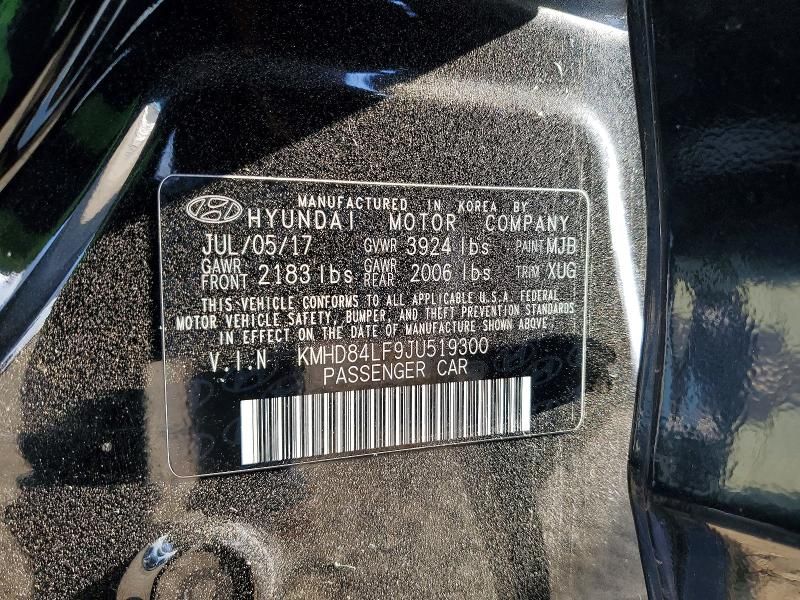 MANUFACTURED IN KOREA BY
HYUNDAI MOTOR COMPANY
JUL/05/17 GVWR 3924 lbs PAINT MJB
GAWR FRONT 2183 lbs GAWR REAR 2006 lbs TRIM XUG
THIS VEHICLE CONFORMS TO ALL APPLICABLE U.S.A. FEDERAL
MOTOR VEHICLE SAFETY, BUMPER, AND THEFT PREVENTION STANDARDS
IN EFFECT ON THE DATE OF MANUFACTURE SHOWN ABOVE.
V.I.N KMHD84LF9JU519300
PASSENGER CAR